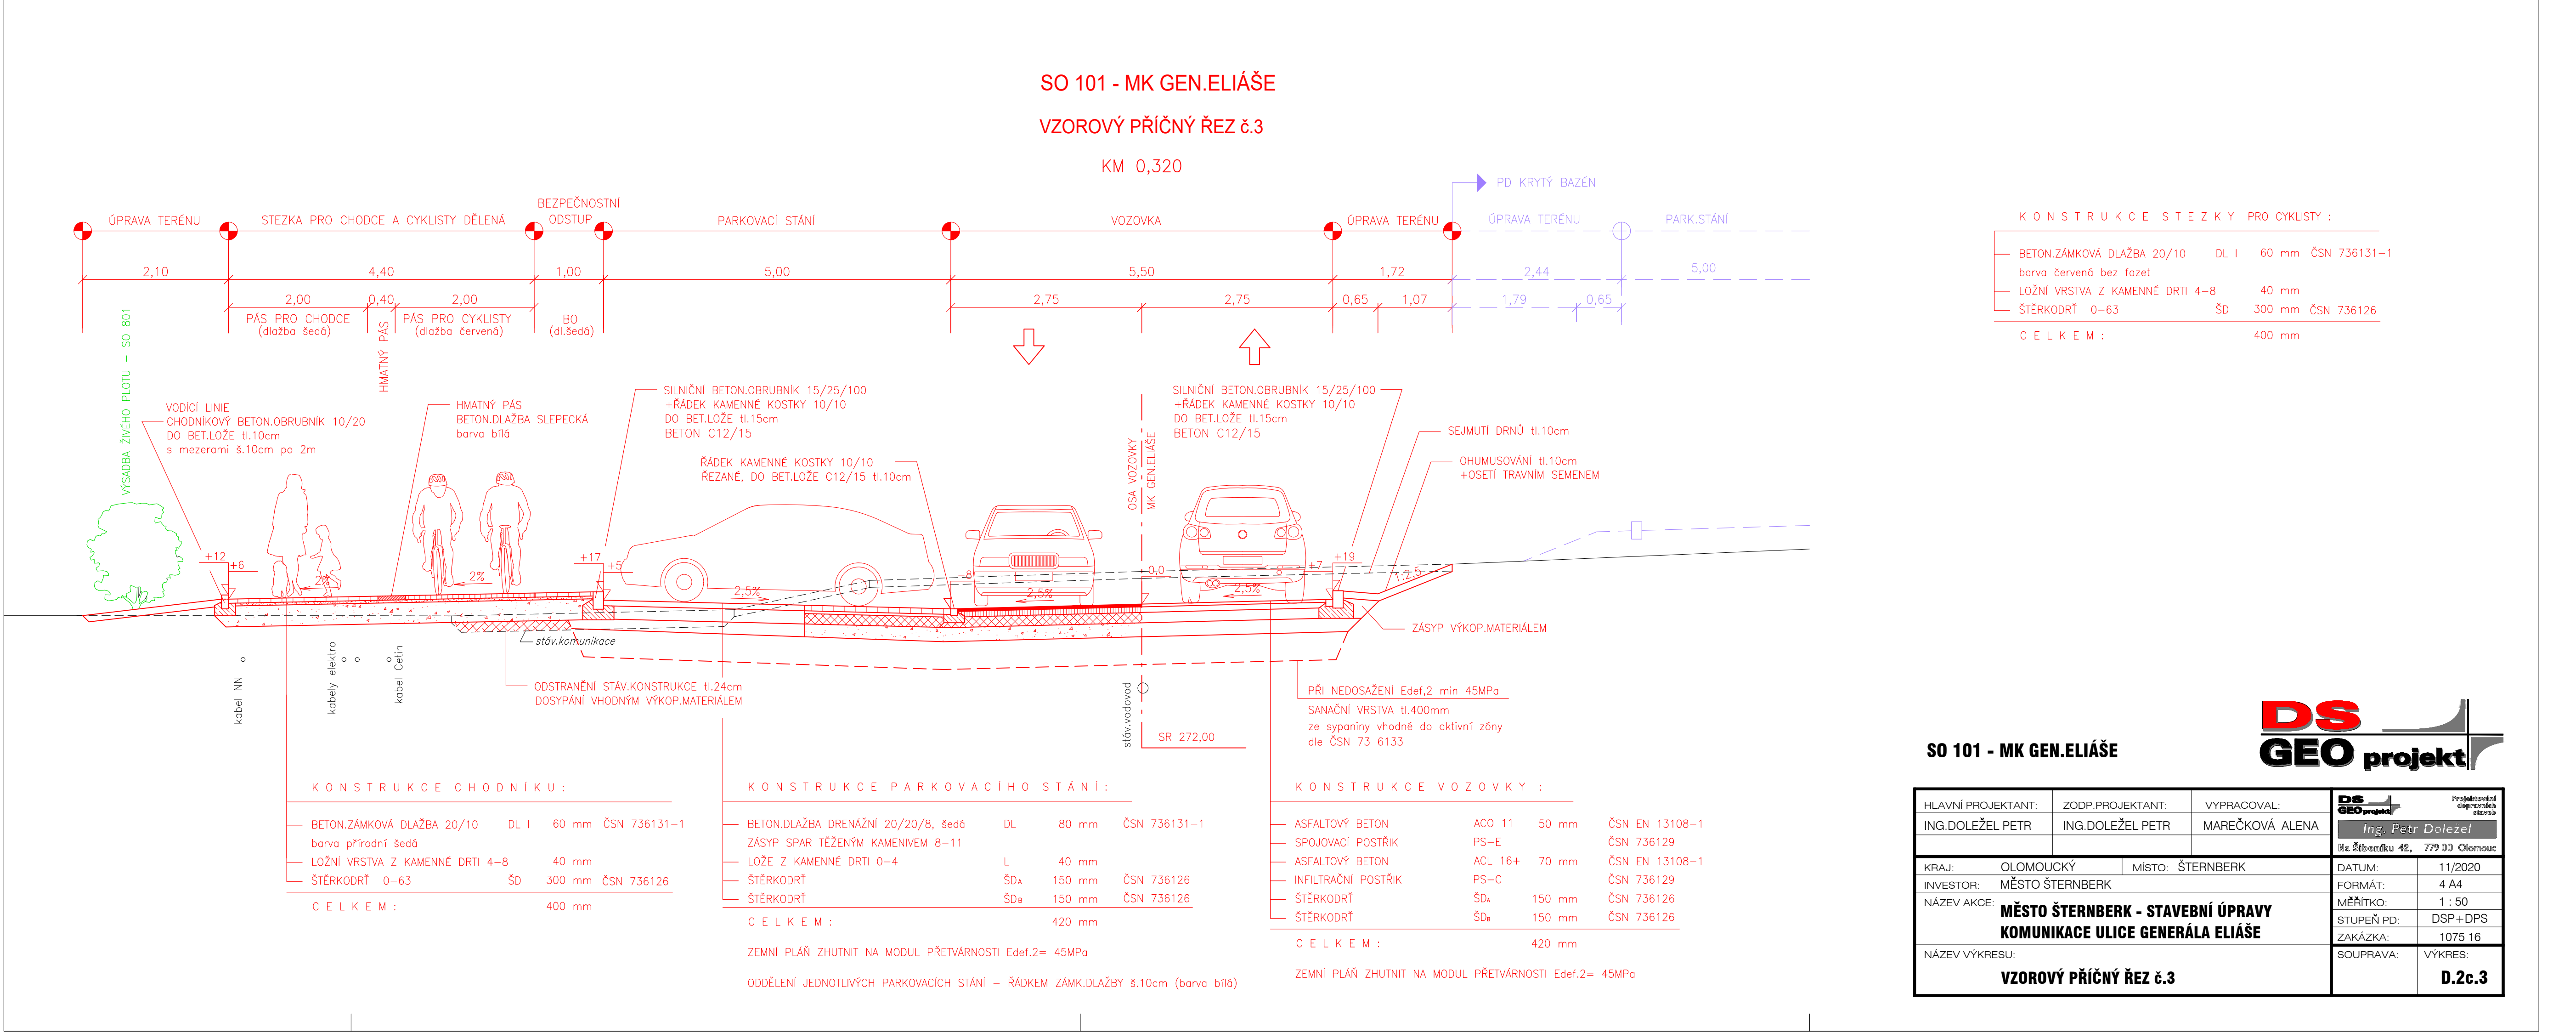 SO 101 - MK GEN.ELIÁŠE
VZOROVÝ PŘÍČNÝ ŘEZ č.3
KM 0,320
PD KRYTÝ BAZÉN
ÚPRAVA TERÉNU
STEZKA PRO CHODCE A CYKLISTY DĚLENÁ
BEZPEČNOSTNÍ
ODSTUP
PARKOVACÍ STÁNÍ
VOZOVKA
ÚPRAVA TERÉNU
ÚPRAVA TERÉNU
PARK.STÁNÍ
2,10
4,40
1,00
5,00
5,50
1,72
2,44
5,00
2,00
0,40
2,00
2,75
2,75
0,65
1,07
1,79
0,65
PÁS PRO CHODCE
(dlažba šedá)
HMATNÝ PÁS
PÁS PRO CYKLISTY
(dlažba červená)
BO
(dl.šedá)
VÝSADBA ŽIVÉHO PLOTU - SO 801
VODÍCÍ LINIE
CHODNÍKOVÝ BETON.OBRUBNÍK 10/20
DO BET.LOŽE tl.10cm
s mezerami š.10cm po 2m
HMATNÝ PÁS
BETON.DLAŽBA SLEPECKÁ
barva bílá
SILNIČNÍ BETON.OBRUBNÍK 15/25/100
+ŘÁDEK KAMENNÉ KOSTKY 10/10
DO BET.LOŽE tl.15cm
BETON C12/15
ŘÁDEK KAMENNÉ KOSTKY 10/10
ŘEZANÉ, DO BET.LOŽE C12/15 tl.10cm
OSA VOZOVKY
MK GEN.ELIÁŠE
SILNIČNÍ BETON.OBRUBNÍK 15/25/100
+ŘÁDEK KAMENNÉ KOSTKY 10/10
DO BET.LOŽE tl.15cm
BETON C12/15
SEJMUTÍ DRNŮ tl.10cm
OHUMUSOVÁNÍ tl.10cm
+OSETÍ TRAVNÍM SEMENEM
+12
+6
2%
2%
+17
+5
2,5%
-8
2,5%
0,0
2,5%
+7
+19
1:2,5
ZÁSYP VÝKOP.MATERIÁLEM
stáv.komunikace
kabel NN
kabely elektro
kabel Cetin
ODSTRANĚNÍ STÁV.KONSTRUKCE tl.24cm
DOSYPÁNÍ VHODNÝM VÝKOP.MATERIÁLEM
stáv.vodovod
SR 272,00
PŘI NEDOSAŽENÍ Edef,2 min 45MPa
SANAČNÍ VRSTVA tl.400mm
ze sypaniny vhodné do aktivní zóny
dle ČSN 73 6133
KONSTRUKCE CHODNÍKU:
BETON.ZÁMKOVÁ DLAŽBA 20/10 DL I 60 mm ČSN 736131-1
barva přírodní šedá
LOŽNÍ VRSTVA Z KAMENNÉ DRTI 4-8 40 mm
ŠTĚRKODRŤ 0-63 ŠD 300 mm ČSN 736126
CELKEM: 400 mm
KONSTRUKCE PARKOVACÍHO STÁNÍ:
BETON.DLAŽBA DRENÁŽNÍ 20/20/8, šedá DL 80 mm ČSN 736131-1
ZÁSYP SPAR TĚŽENÝM KAMENIVEM 8-11
LOŽE Z KAMENNÉ DRTI 0-4 L 40 mm
ŠTĚRKODRŤ ŠDA 150 mm ČSN 736126
ŠTĚRKODRŤ ŠDB 150 mm ČSN 736126
CELKEM: 420 mm
ZEMNÍ PLÁŇ ZHUTNIT NA MODUL PŘETVÁRNOSTI Edef.2= 45MPa
ODDĚLENÍ JEDNOTLIVÝCH PARKOVACÍCH STÁNÍ - ŘÁDKEM ZÁMK.DLAŽBY š.10cm (barva bílá)
KONSTRUKCE VOZOVKY :
ASFALTOVÝ BETON ACO 11 50 mm ČSN EN 13108-1
SPOJOVACÍ POSTŘIK PS-E ČSN 736129
ASFALTOVÝ BETON ACL 16+ 70 mm ČSN EN 13108-1
INFILTRAČNÍ POSTŘIK PS-C ČSN 736129
ŠTĚRKODRŤ ŠDA 150 mm ČSN 736126
ŠTĚRKODRŤ ŠDB 150 mm ČSN 736126
CELKEM: 420 mm
ZEMNÍ PLÁŇ ZHUTNIT NA MODUL PŘETVÁRNOSTI Edef.2= 45MPa
KONSTRUKCE STEZKY PRO CYKLISTY :
BETON.ZÁMKOVÁ DLAŽBA 20/10 DL I 60 mm ČSN 736131-1
barva červená bez fazet
LOŽNÍ VRSTVA Z KAMENNÉ DRTI 4-8 40 mm
ŠTĚRKODRŤ 0-63 ŠD 300 mm ČSN 736126
CELKEM: 400 mm
SO 101 - MK GEN.ELIÁŠE
DS
GEO projekt
HLAVNÍ PROJEKTANT: ZODP.PROJEKTANT: VYPRACOVAL:
ING.DOLEŽEL PETR ING.DOLEŽEL PETR MAREČKOVÁ ALENA
DS
GEO projekt
Projektování
dopravních
staveb
Ing. Petr Doležel
Na Šibeníku 42, 779 00 Olomouc
KRAJ: OLOMOUCKÝ MÍSTO: ŠTERNBERK
INVESTOR: MĚSTO ŠTERNBERK
NÁZEV AKCE: MĚSTO ŠTERNBERK - STAVEBNÍ ÚPRAVY
KOMUNIKACE ULICE GENERÁLA ELIÁŠE
NÁZEV VÝKRESU:
VZOROVÝ PŘÍČNÝ ŘEZ č.3
DATUM: 11/2020
FORMÁT: 4 A4
MĚŘÍTKO: 1 : 50
STUPEŇ PD: DSP+DPS
ZAKÁZKA: 1075 16
SOUPRAVA: VÝKRES:
D.2c.3